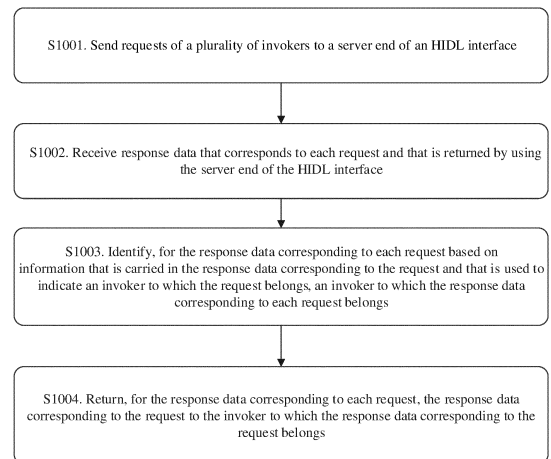 S1001. Send requests of a plurality of invokers to a server end of an HIDL interface
S1002. Receive response data that corresponds to each request and that is returned by using
the server end of the HIDL interface
S1003. Identify, for the response data corresponding to each request based on
information that is carried in the response data corresponding to the request and that is used to
indicate an invoker to which the request belongs, an invoker to which the response data
corresponding to each request belongs
S1004. Return, for the response data corresponding to each request, the response data
corresponding to the request to the invoker to which the response data corresponding to the
request belongs